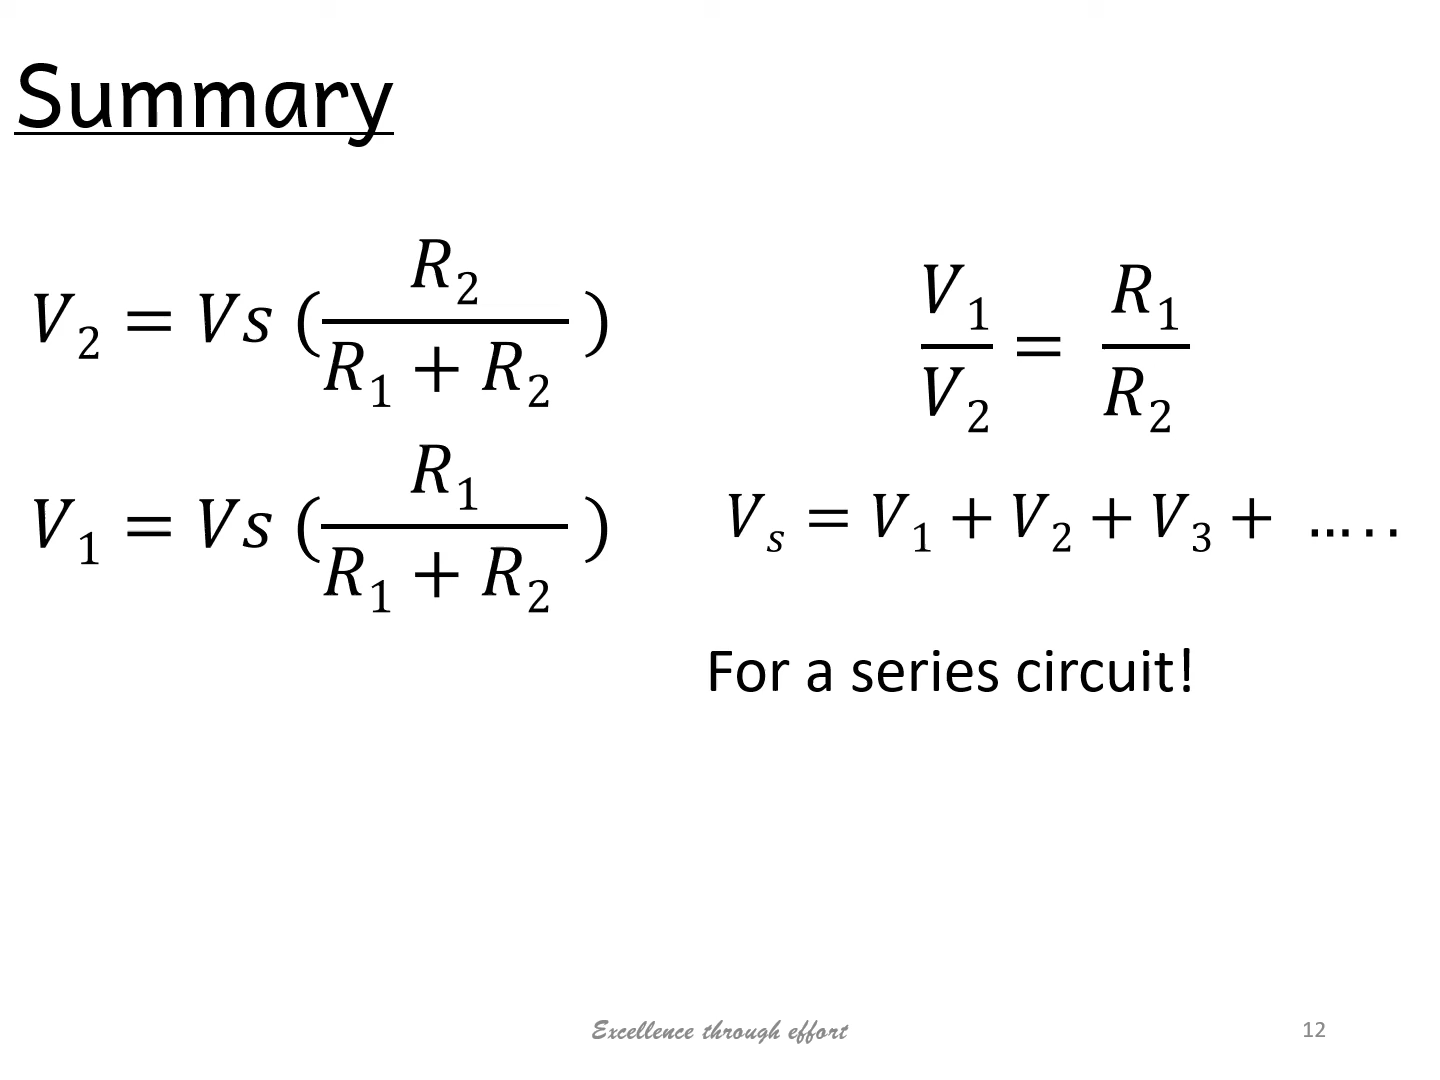 Summary
V₂ = Vs (R₂/(R₁ + R₂))
V₁ = Vs (R₁/(R₁ + R₂))
V₁/V₂ = R₁/R₂
Vₛ = V₁ + V₂ + V₃ + … . .
For a series circuit!
Excellence through effort
12